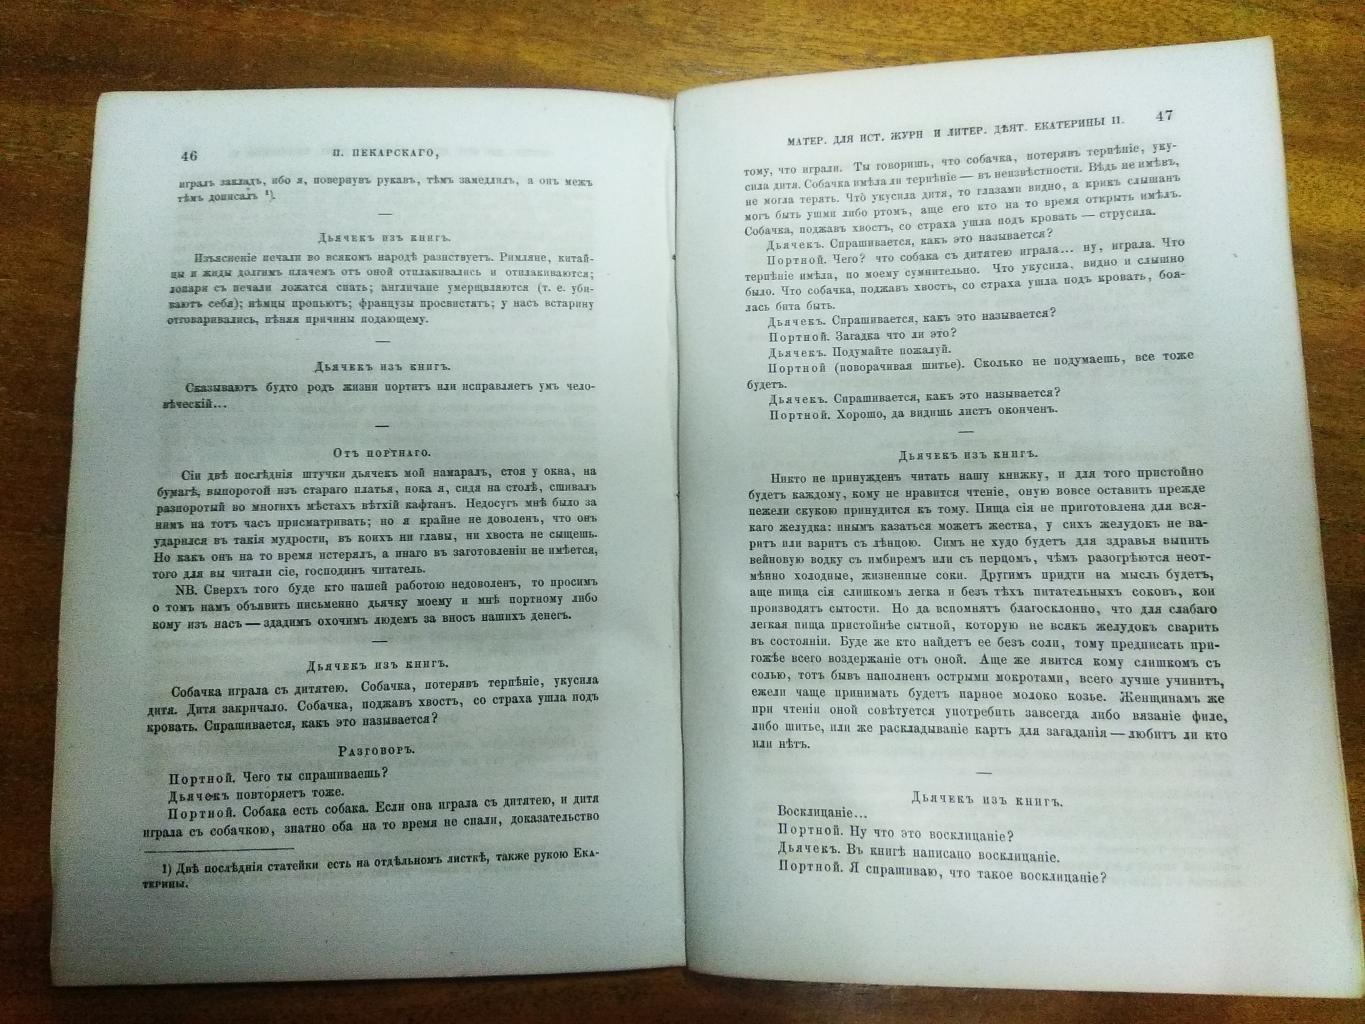 46
П. ПЕКАРСКАГО,
игралъ закладъ, ибо я, повернувъ рукавъ, тѣмъ замедлилъ, а онъ межъ
тѣмъ дописалъ ¹).
—
Дьячекъ изъ книгъ.
Изъясненіе печали во всякомъ народѣ разнствуетъ. Римляне, китай-
цы и жиды долгимъ плачемъ отъ оной отплакивались и отплакиваются;
лопари съ печали ложатся спать; англичане умерщвляются (т. е. уби-
ваютъ себя); нѣмцы пропьютъ; французы просвистятъ; у насъ встарину
отговаривались, пѣняя причины подающему.
—
Дьячекъ изъ книгъ.
Сказываютъ будто родъ жизни портитъ или исправляетъ умъ чело-
вѣческій...
—
Отъ портнаго.
Сіи двѣ послѣднія штучки дьячекъ мой намаралъ, стоя у окна, на
бумагѣ, выпоротой изъ стараго платья, пока я, сидя на столѣ, сшивалъ
разпоротый во многихъ мѣстахъ вѣтхій кафтанъ. Недосугъ мнѣ было за
нимъ на тотъ часъ присматривать; но я крайне не доволенъ, что онъ
ударился въ такія мудрости, въ коихъ ни главы, ни хвоста не сыщешь.
Но какъ онъ на то время истерялъ, а инаго въ заготовленіи не имѣется,
того для вы читали сіе, господинъ читатель.
NB. Сверхъ того буде кто нашей работою недоволенъ, то просимъ
о томъ намъ объявить письменно дьячку моему и мнѣ портному либо
кому изъ насъ — здадимъ охочимъ людемъ за вносъ нашихъ денегъ.
—
Дьячекъ изъ книгъ.
Собачка играла съ дитятею. Собачка, потерявъ терпѣніе, укусила
дитя. Дитя закричало. Собачка, поджавъ хвостъ, со страха ушла подъ
кровать. Спрашивается, какъ это называется?
Разговоръ.
Портной. Чего ты спрашиваешь?
Дьячекъ повторяетъ тоже.
Портной. Собака есть собака. Если она играла съ дитятею, и дитя
играла съ собачкою, знатно оба на то время не спали, доказательство
1) Двѣ послѣднія статейки есть на отдѣльномъ листкѣ, также рукою Ека-
терины.
МАТЕР. ДЛЯ ИСТ. ЖУРН И ЛИТЕР. ДѢЯТ. ЕКАТЕРИНЫ II.
47
тому, что играли. Ты говоришь, что собачка, потерявъ терпѣніе, уку-
сила дитя. Собачка имѣла ли терпѣніе — въ неизвѣстности. Ведь не имѣвъ,
не могла терять. Что укусила дитя, то глазами видно, а крикъ слышанъ
могъ быть ушми либо ртомъ, аще его кто на то время открытъ имѣлъ.
Собачка, поджавъ хвостъ, со страха ушла подъ кровать — струсила.
Дьячекъ. Спрашивается, какъ это называется?
Портной. Чего? что собака съ дитятею играла... ну, играла. Что
терпѣніе имѣла, по моему сумнительно. Что укусила, видно и слышно
было. Что собачка, поджавъ хвостъ, со страха ушла подъ кровать, боя-
лась бита быть.
Дьячекъ. Спрашивается, какъ это называется?
Портной. Загадка что ли это?
Дьячекъ. Подумайте пожалуй.
Портной (поворачивая шитье). Сколько не подумаешь, все тоже
будетъ.
Дьячекъ. Спрашивается, какъ это называется?
Портной. Хорошо, да видишь листъ оконченъ.
—
Дьячекъ изъ книгъ.
Никто не принужденъ читать нашу книжку, и для того пристойно
будетъ каждому, кому не нравится чтеніе, оную вовсе оставить прежде
нежели скукою принудится къ тому. Пища сія не приготовлена для вся-
каго желудка: инымъ казаться можетъ жестка, у сихъ желудокъ не ва-
ритъ или варитъ съ лѣнцою. Симъ не худо будетъ для здравья выпить
вейновую водку съ имбиремъ или съ перцомъ, чѣмъ разогрѣются неот-
мѣнно холодные, жизненные соки. Другимъ придти на мысль будетъ,
аще пища сія слишкомъ легка и безъ тѣхъ питательныхъ соковъ, кои
производятъ сытости. Но да вспомнятъ благосклонно, что для слабаго
легкая пища пристойнѣе сытной, которую не всякъ желудокъ сваритъ
въ состояніи. Буде же кто найдетъ ее безъ соли, тому предписать при-
гожѣе всего воздержаніе отъ оной. Аще же явится кому слишкомъ съ
солью, тотъ бывъ наполненъ острыми мокротами, всего лучше учинитъ,
ежели чаще принимать будетъ парное молоко козье. Женщинамъ же
при чтеніи оной совѣтуется употребить завсегда либо вязаніе филе,
либо шитье, или же раскладываніе картъ для загаданія — любитъ ли кто
или нѣтъ.
—
Дьячекъ изъ книгъ.
Восклицаніе...
Портной. Ну что это восклицаніе?
Дьячекъ. Въ книгѣ написано восклицаніе.
Портной. Я спрашиваю, что такое восклицаніе?